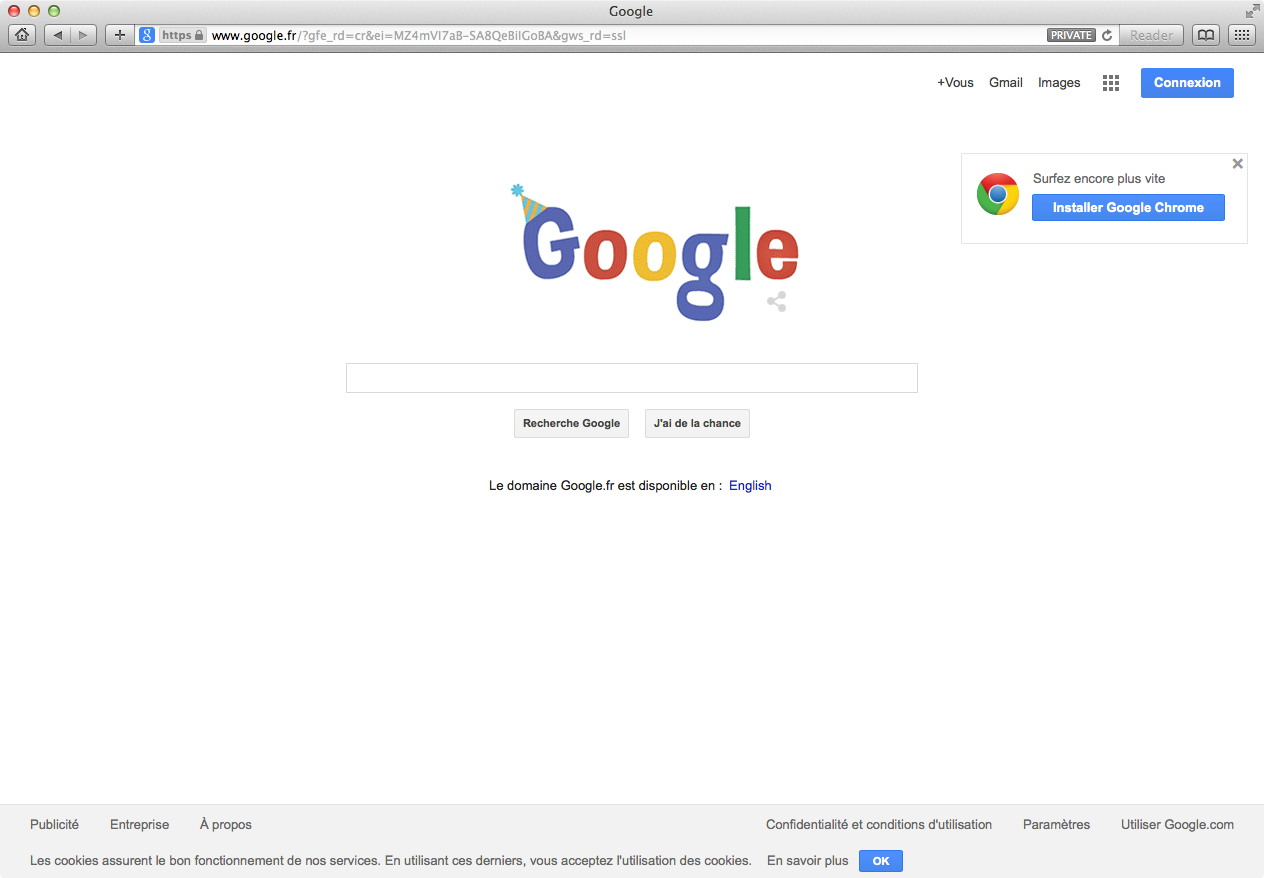 Google
https www.google.fr/?gfe_rd=cr&ei=MZ4mVI7aB-SA8QeBiIGoBA&gws_rd=ssl PRIVATE Reader
+Vous Gmail Images Connexion
Surfez encore plus vite
Installer Google Chrome
Google
Recherche Google J'ai de la chance
Le domaine Google.fr est disponible en : English
Publicité Entreprise À propos Confidentialité et conditions d'utilisation Paramètres Utiliser Google.com
Les cookies assurent le bon fonctionnement de nos services. En utilisant ces derniers, vous acceptez l'utilisation des cookies. En savoir plus OK